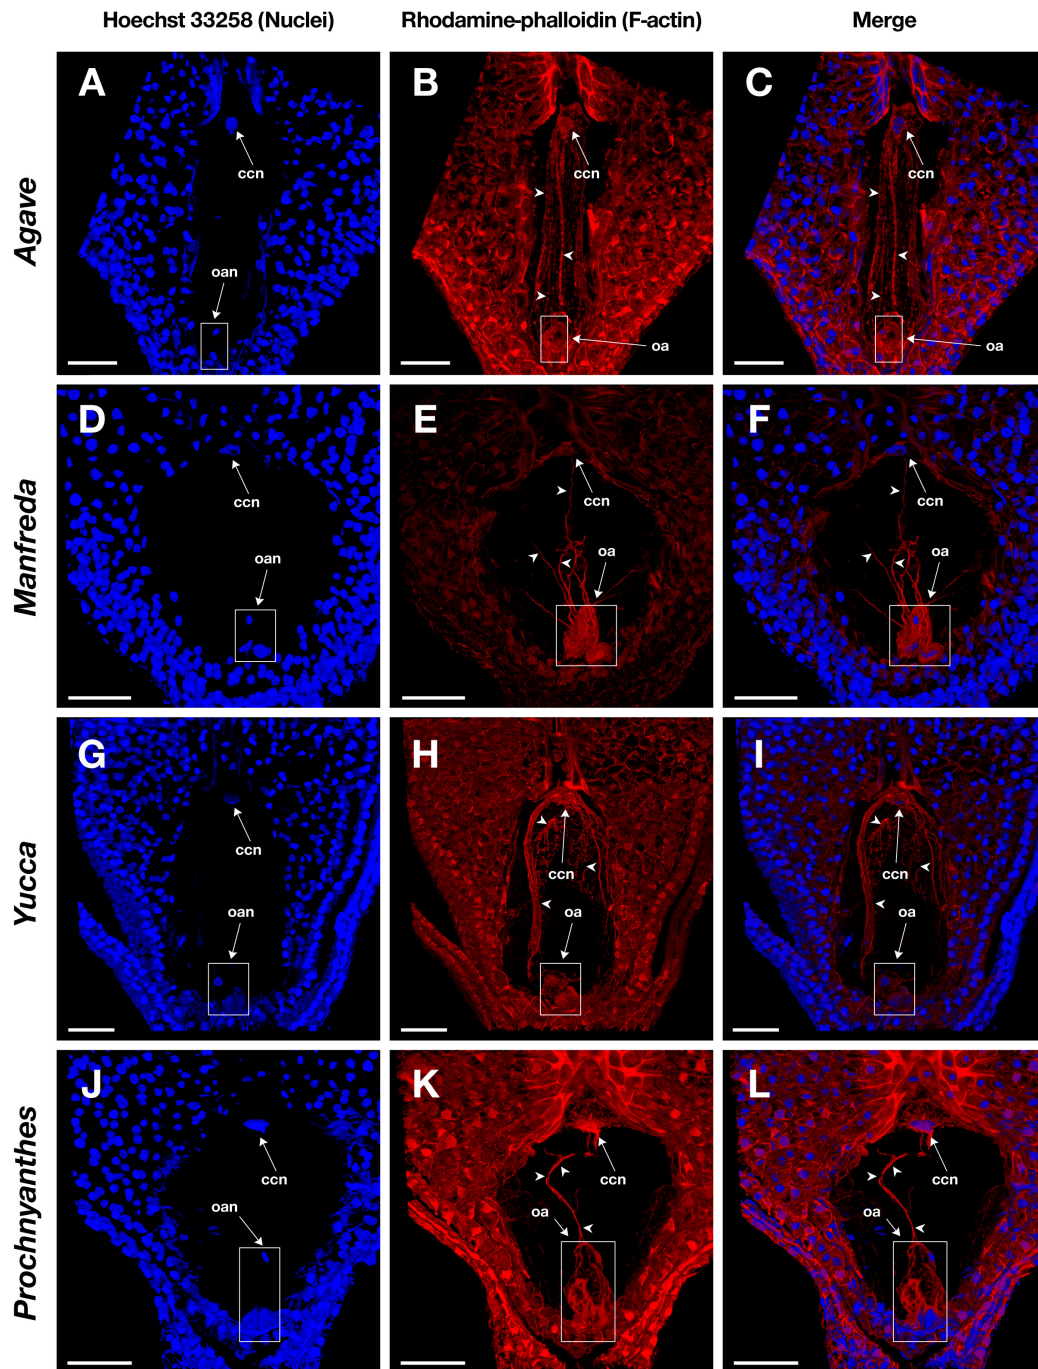 Hoechst 33258 (Nuclei) Rhodamine-phalloidin (F-actin) Merge
Agave
A B C
ccn ccn ccn
oan oa oa
Manfreda
D E F
ccn ccn ccn
oan oa oa
Yucca
G H I
ccn ccn ccn
oan oa oa
Prochnyanthes
J K L
ccn ccn ccn
oan oa oa